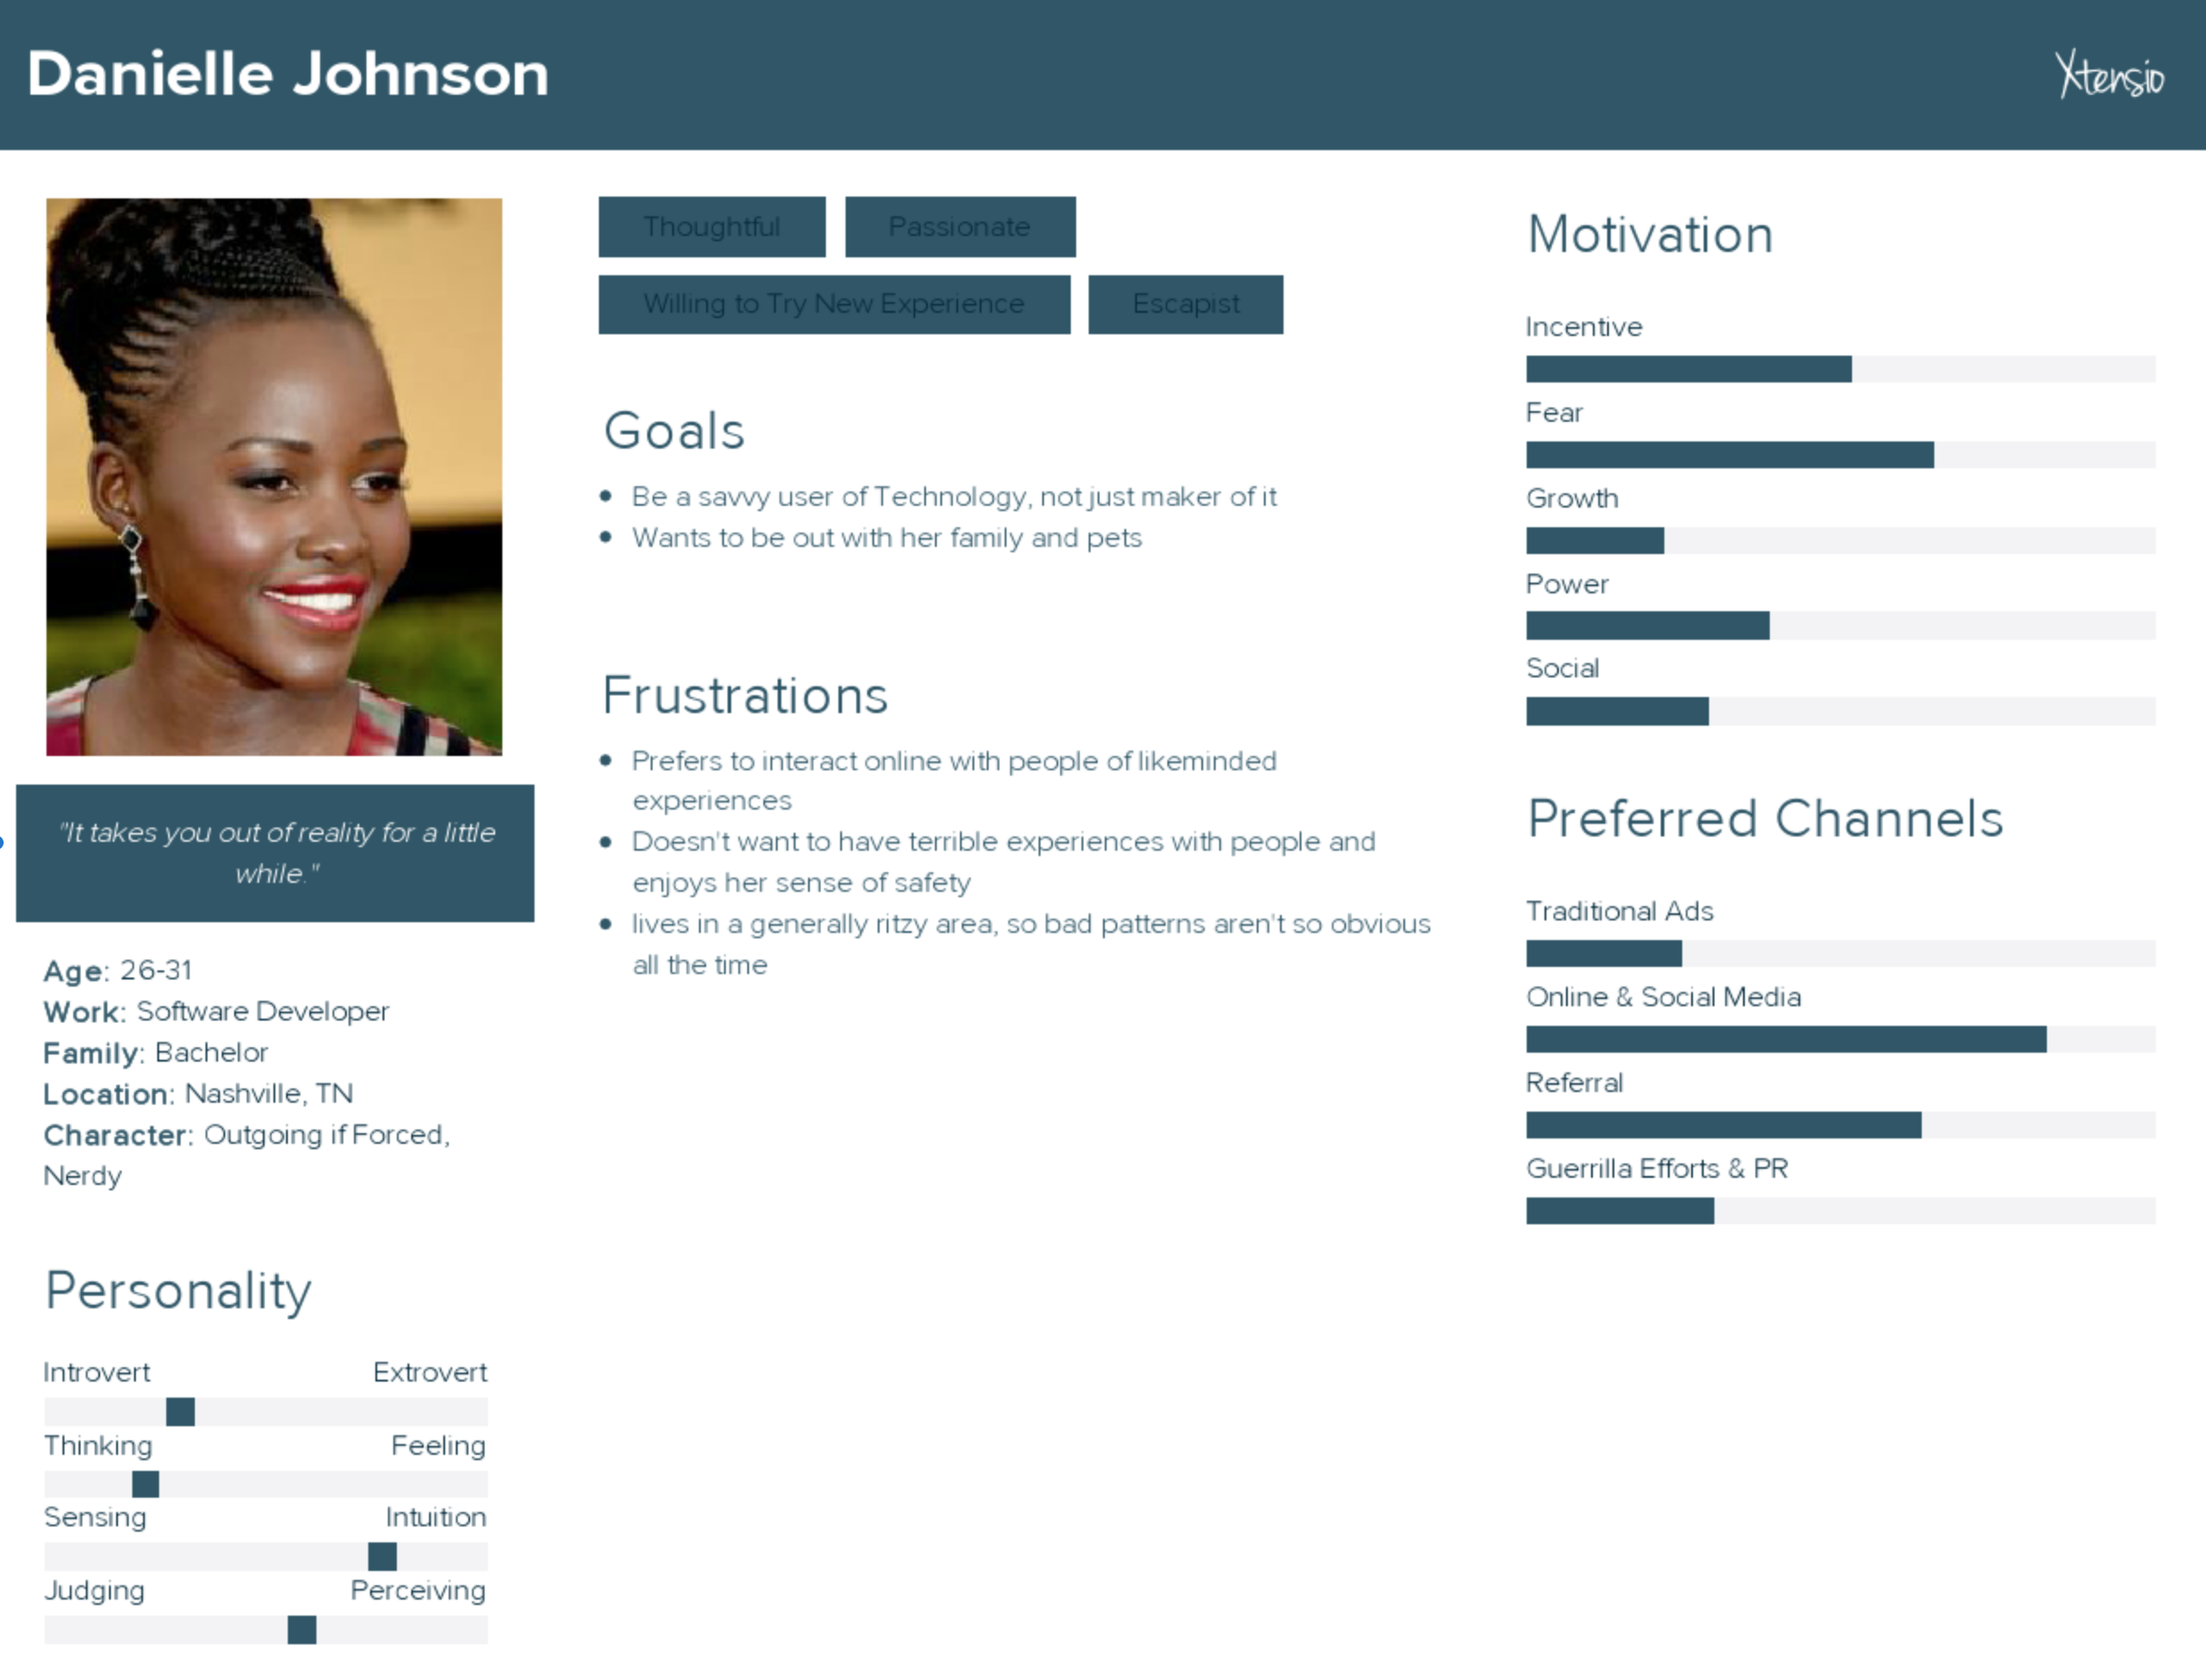 Danielle Johnson
Xtensio
"It takes you out of reality for a little
while."
Age: 26-31
Work: Software Developer
Family: Bachelor
Location: Nashville, TN
Character: Outgoing if Forced,
Nerdy
Personality
Introvert Extrovert
Thinking Feeling
Sensing Intuition
Judging Perceiving
Thoughtful Passionate
Willing to Try New Experience Escapist
Goals
• Be a savvy user of Technology, not just maker of it
• Wants to be out with her family and pets
Frustrations
• Prefers to interact online with people of likeminded
experiences
• Doesn't want to have terrible experiences with people and
enjoys her sense of safety
• lives in a generally ritzy area, so bad patterns aren't so obvious
all the time
Motivation
Incentive
Fear
Growth
Power
Social
Preferred Channels
Traditional Ads
Online & Social Media
Referral
Guerrilla Efforts & PR